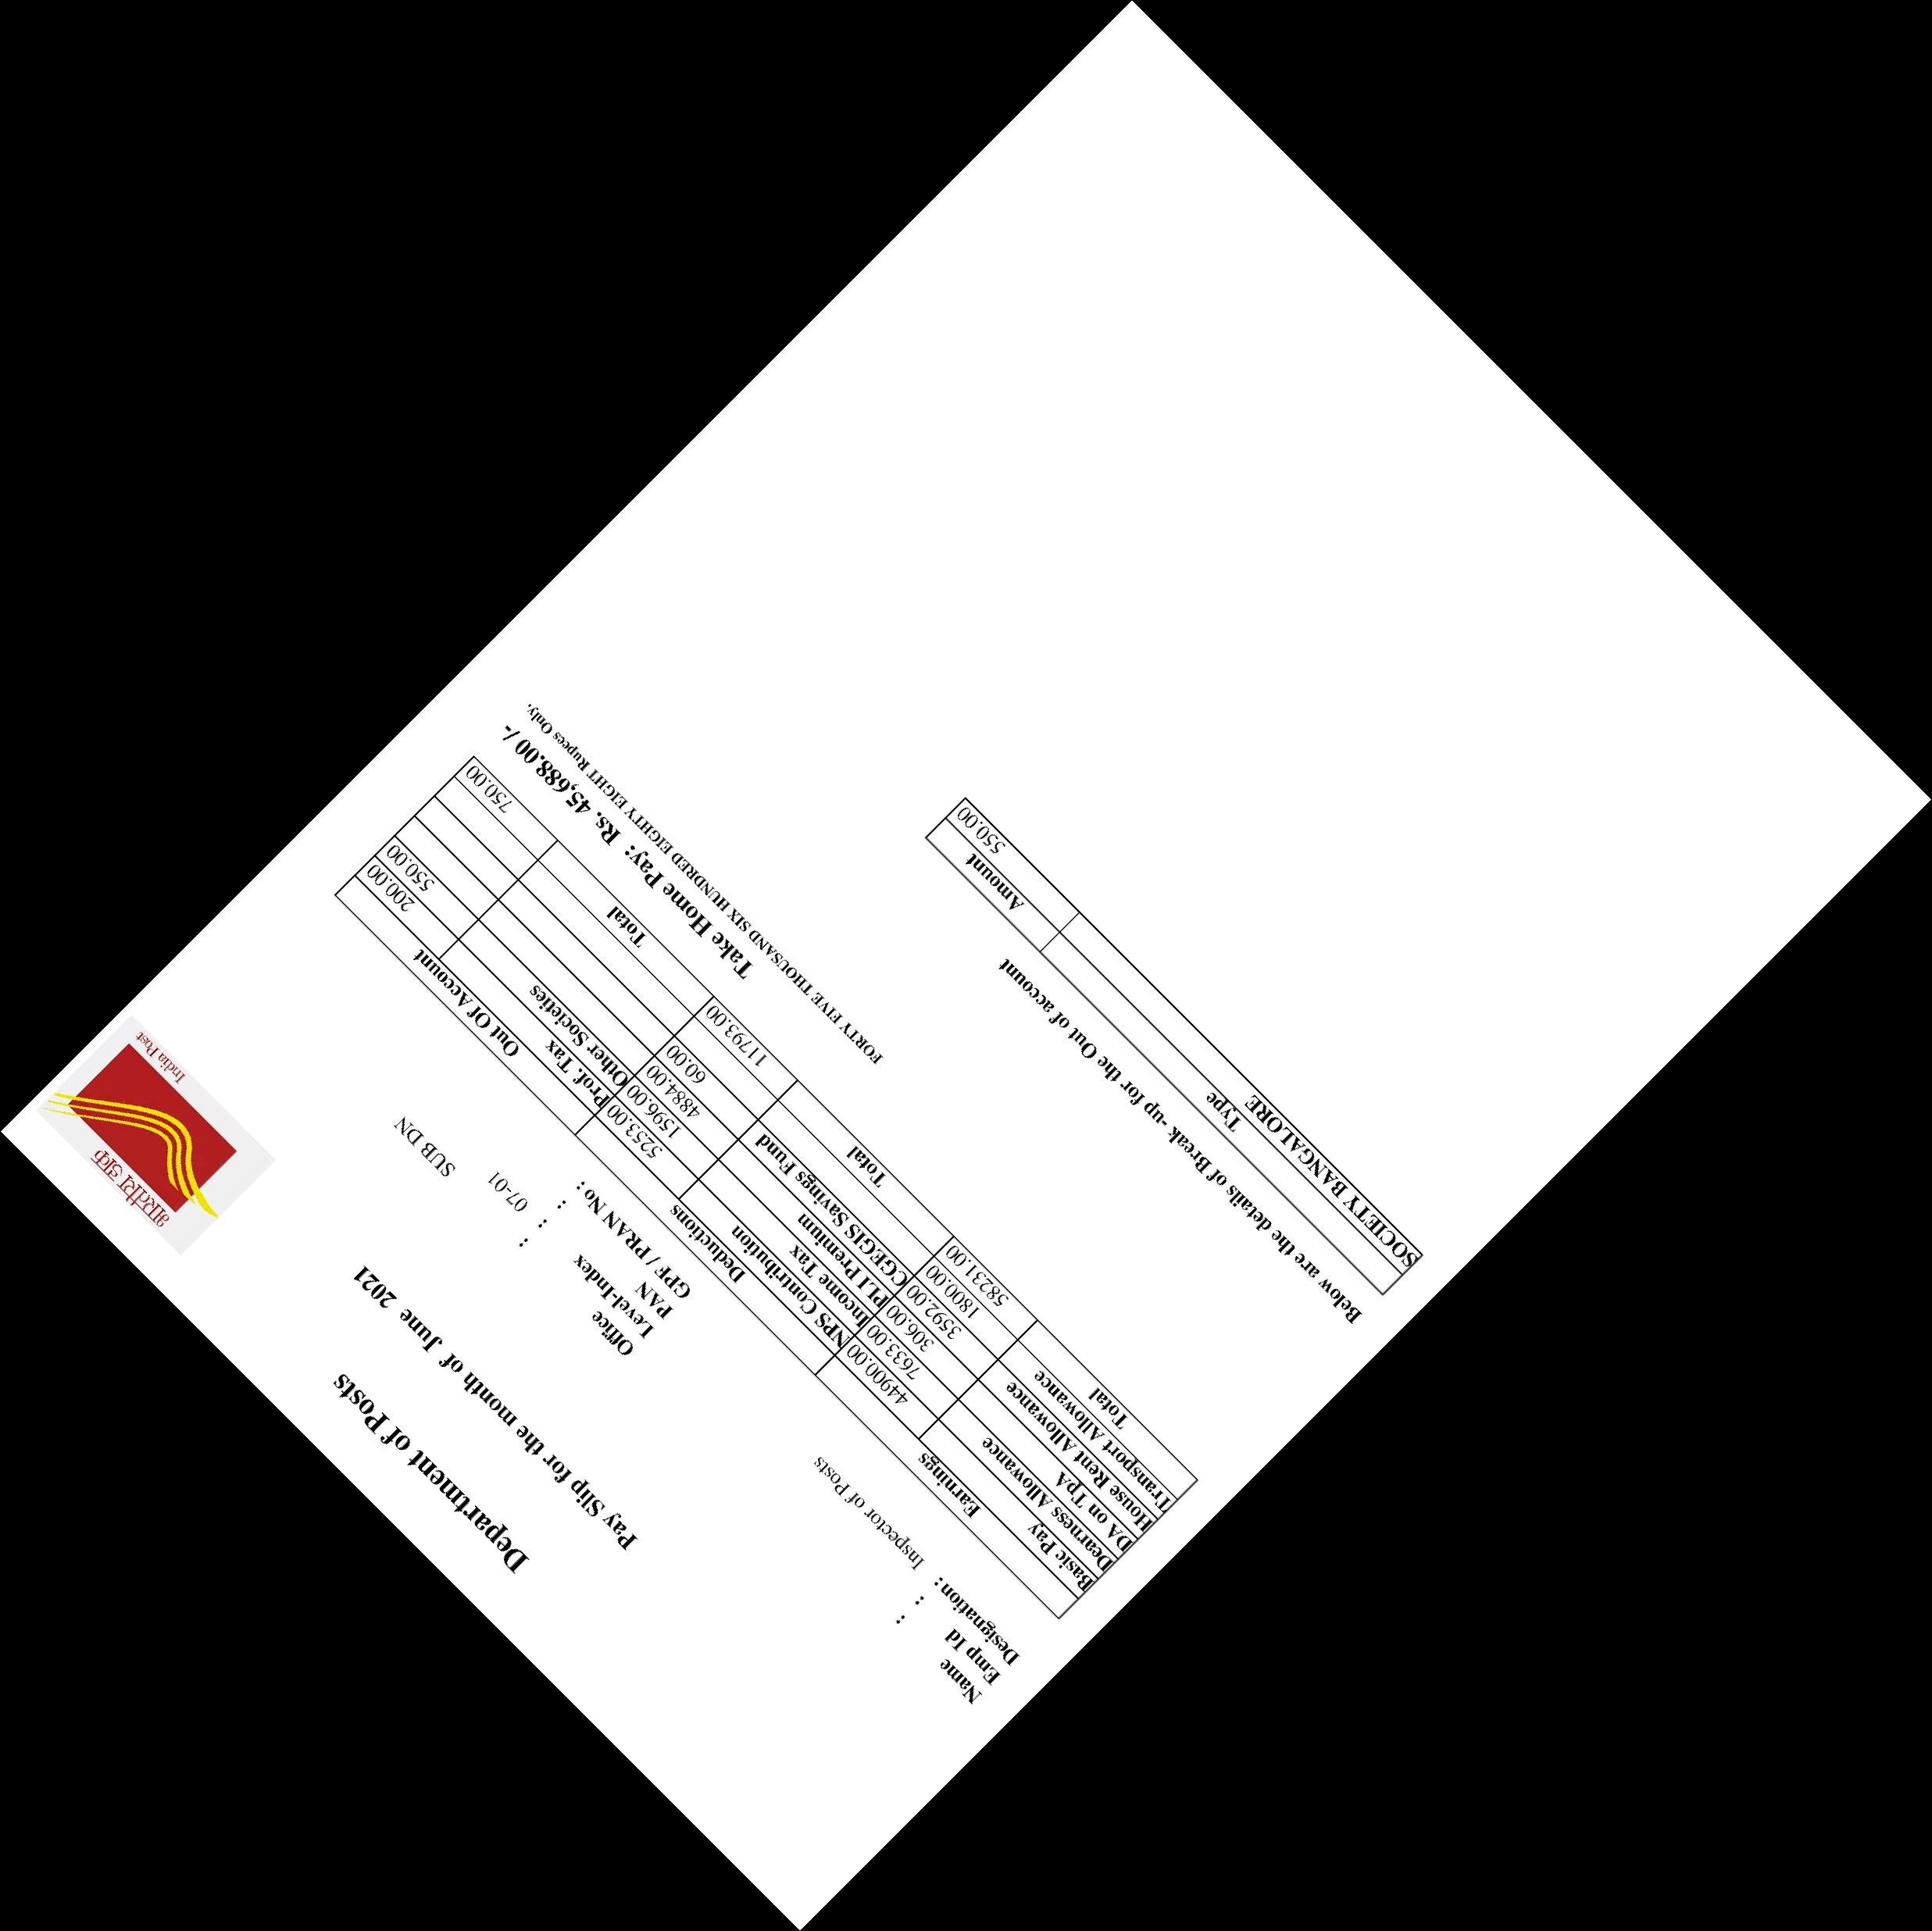 भारतीय डाक
India Post
Department of Posts
Pay Slip for the month of June 2021
Name :
Office : SUB DN
Emp Id :
Level-Index : 07-01
Designation : Inspector of Posts
PAN :
GPF / PRAN No :
Earnings Deductions Out Of Account
Basic Pay 44900.00 NPS Contribution 5253.00 Prof. Tax 200.00
Dearness Allowance 7633.00 Income Tax 1596.00 Other Societies 550.00
DA on TpA 306.00 PLI Premium 4884.00
House Rent Allowance 3592.00 CGEGIS Savings Fund 60.00
Transport Allowance 1800.00
Total 58231.00 Total 11793.00 Total 750.00
Take Home Pay: Rs. 45,688.00 /-
FORTY FIVE THOUSAND SIX HUNDRED EIGHTY EIGHT Rupees Only.
Below are the details of Break -up for the Out of account
Type Amount
SOCIETY BANGALORE 550.00